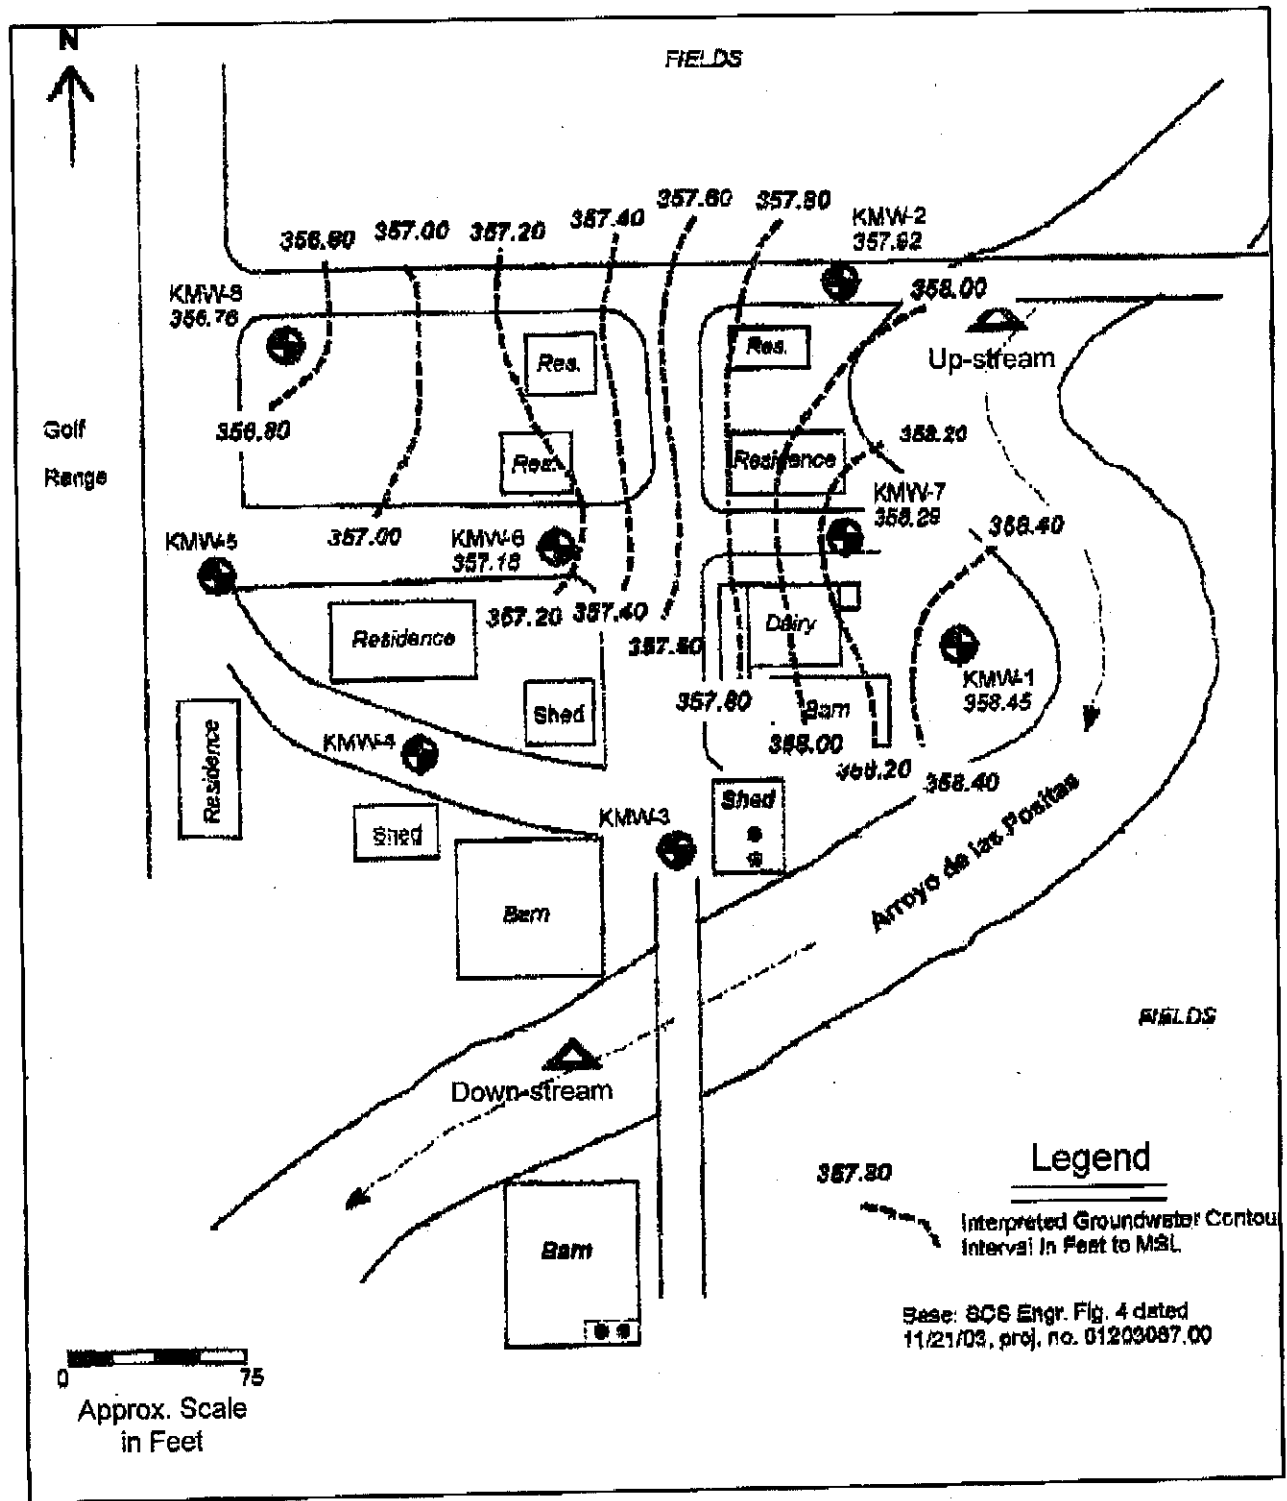 N
FIELDS
356.80
357.00
357.20
357.40
357.60
357.80
KMW-2
357.92
KMW-8
356.76
358.00
Up-stream
Res.
Res.
Golf
Range
356.80
358.20
Res.
Residence
KMW-7
358.29
357.00
KMW-5
KMW-6
357.18
358.40
357.20
357.40
357.60
Residence
Dairy
KMW-1
358.45
357.80
Barn
Shed
358.00
358.20
358.40
Residence
KMW-4
Shed
KMW-3
Shed
Arroyo de las Positas
Barn
FIELDS
Down-stream
Legend
357.80
Interpreted Groundwater Contou
Interval in Feet to MSL
Barn
Base: SCS Engr. Fig. 4 dated
11/21/03, proj. no. 01203087.00
0 75
Approx. Scale
in Feet